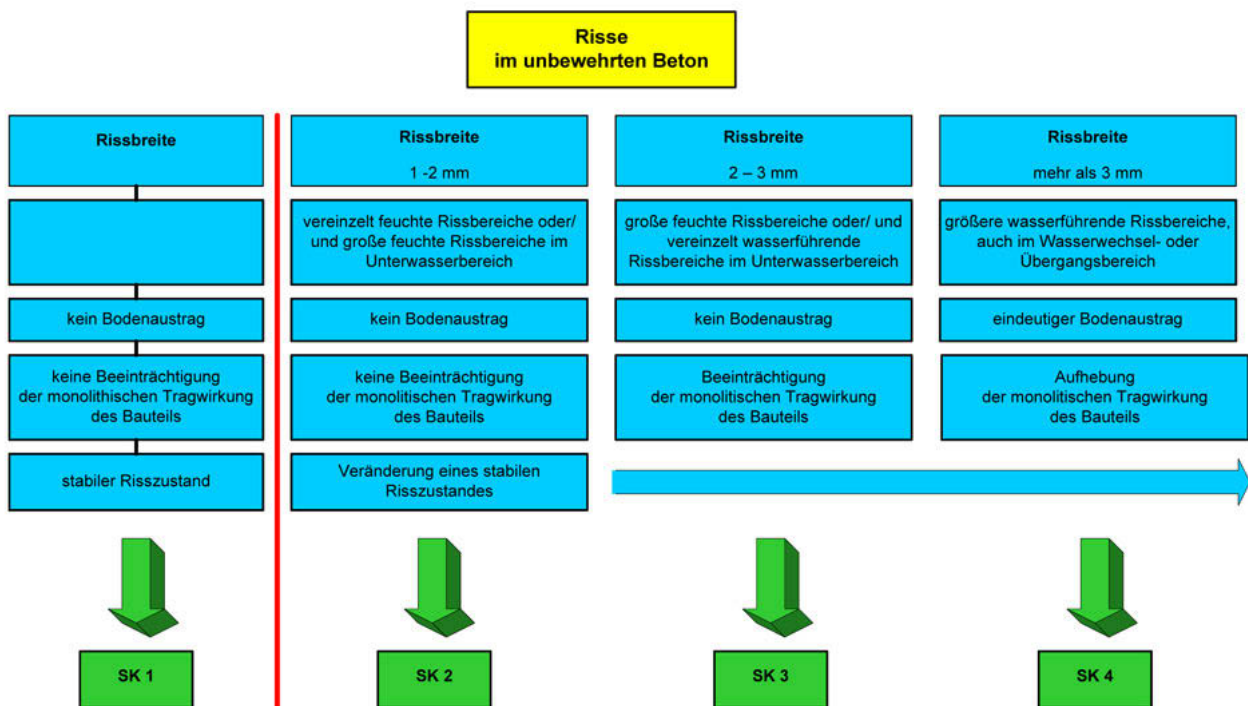 Risse
im unbewehrten Beton
Rissbreite
Rissbreite
1 -2 mm
Rissbreite
2 – 3 mm
Rissbreite
mehr als 3 mm
vereinzelt feuchte Rissbereiche oder/
und große feuchte Rissbereiche im
Unterwasserbereich
große feuchte Rissbereiche oder/ und
vereinzelt wasserführende
Rissbereiche im Unterwasserbereich
größere wasserführende Rissbereiche,
auch im Wasserwechsel- oder
Übergangsbereich
kein Bodenaustrag
kein Bodenaustrag
kein Bodenaustrag
eindeutiger Bodenaustrag
keine Beeinträchtigung
der monolithischen Tragwirkung
des Bauteils
keine Beeinträchtigung
der monolitischen Tragwirkung
des Bauteils
Beeinträchtigung
der monolitischen Tragwirkung
des Bauteils
Aufhebung
der monolitischen Tragwirkung
des Bauteils
stabiler Risszustand
Veränderung eines stabilen
Risszustandes
SK 1
SK 2
SK 3
SK 4